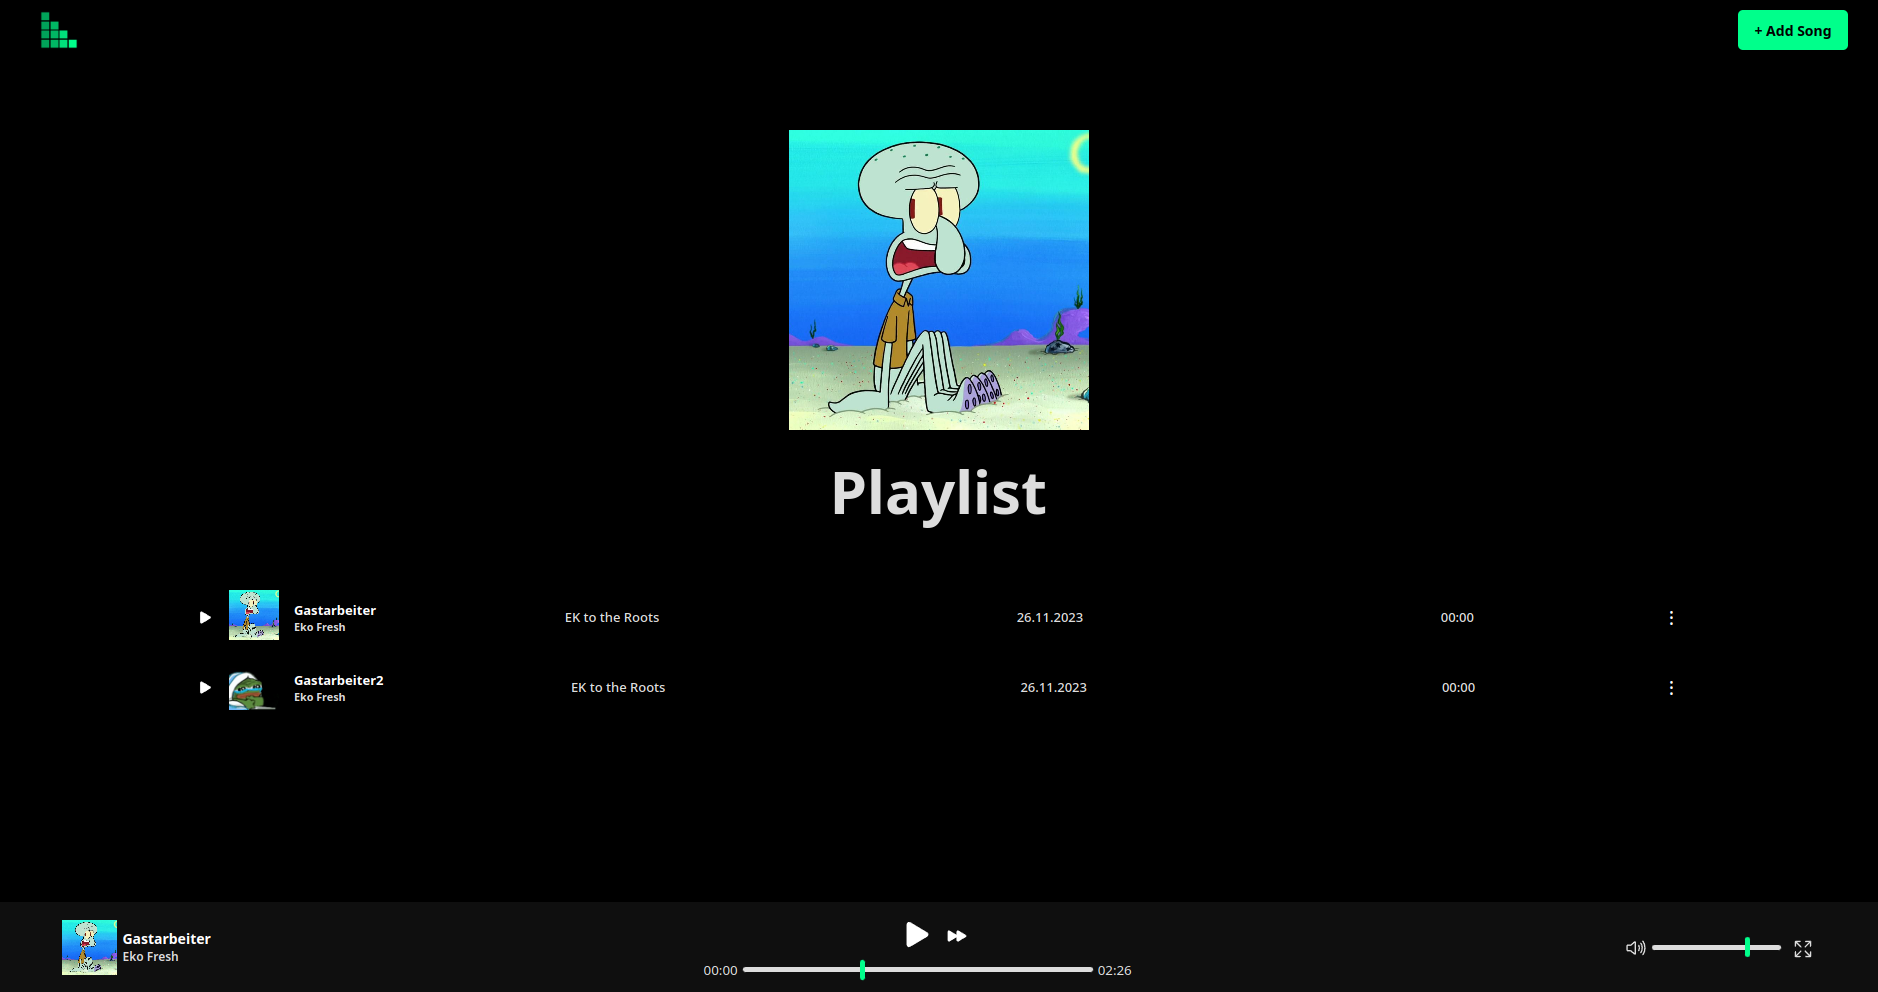 + Add Song
Playlist
Gastarbeiter
Eko Fresh
EK to the Roots
26.11.2023
00:00
Gastarbeiter2
Eko Fresh
EK to the Roots
26.11.2023
00:00
Gastarbeiter
Eko Fresh
00:00
02:26